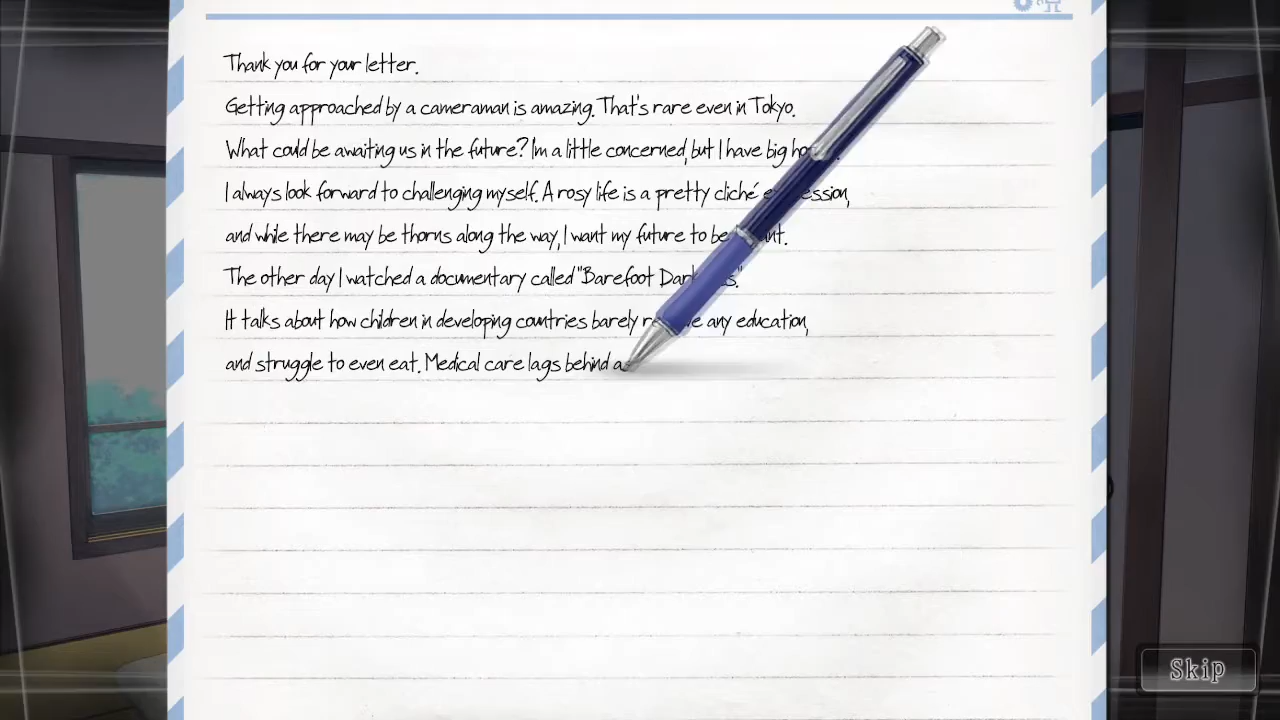 Thank you for your letter.
Getting approached by a cameraman is amazing. That's rare even in Tokyo.
What could be awaiting us in the future? I'm a little concerned, but I have big
I always look forward to challenging myself. A rosy life is a pretty cliché
and while there may be thorns along the way, I want my future to be
The other day I watched a documentary called "Barefoot
It talks about how children in developing countries barely any education,
and struggle to even eat. Medical care lags behind
Skip